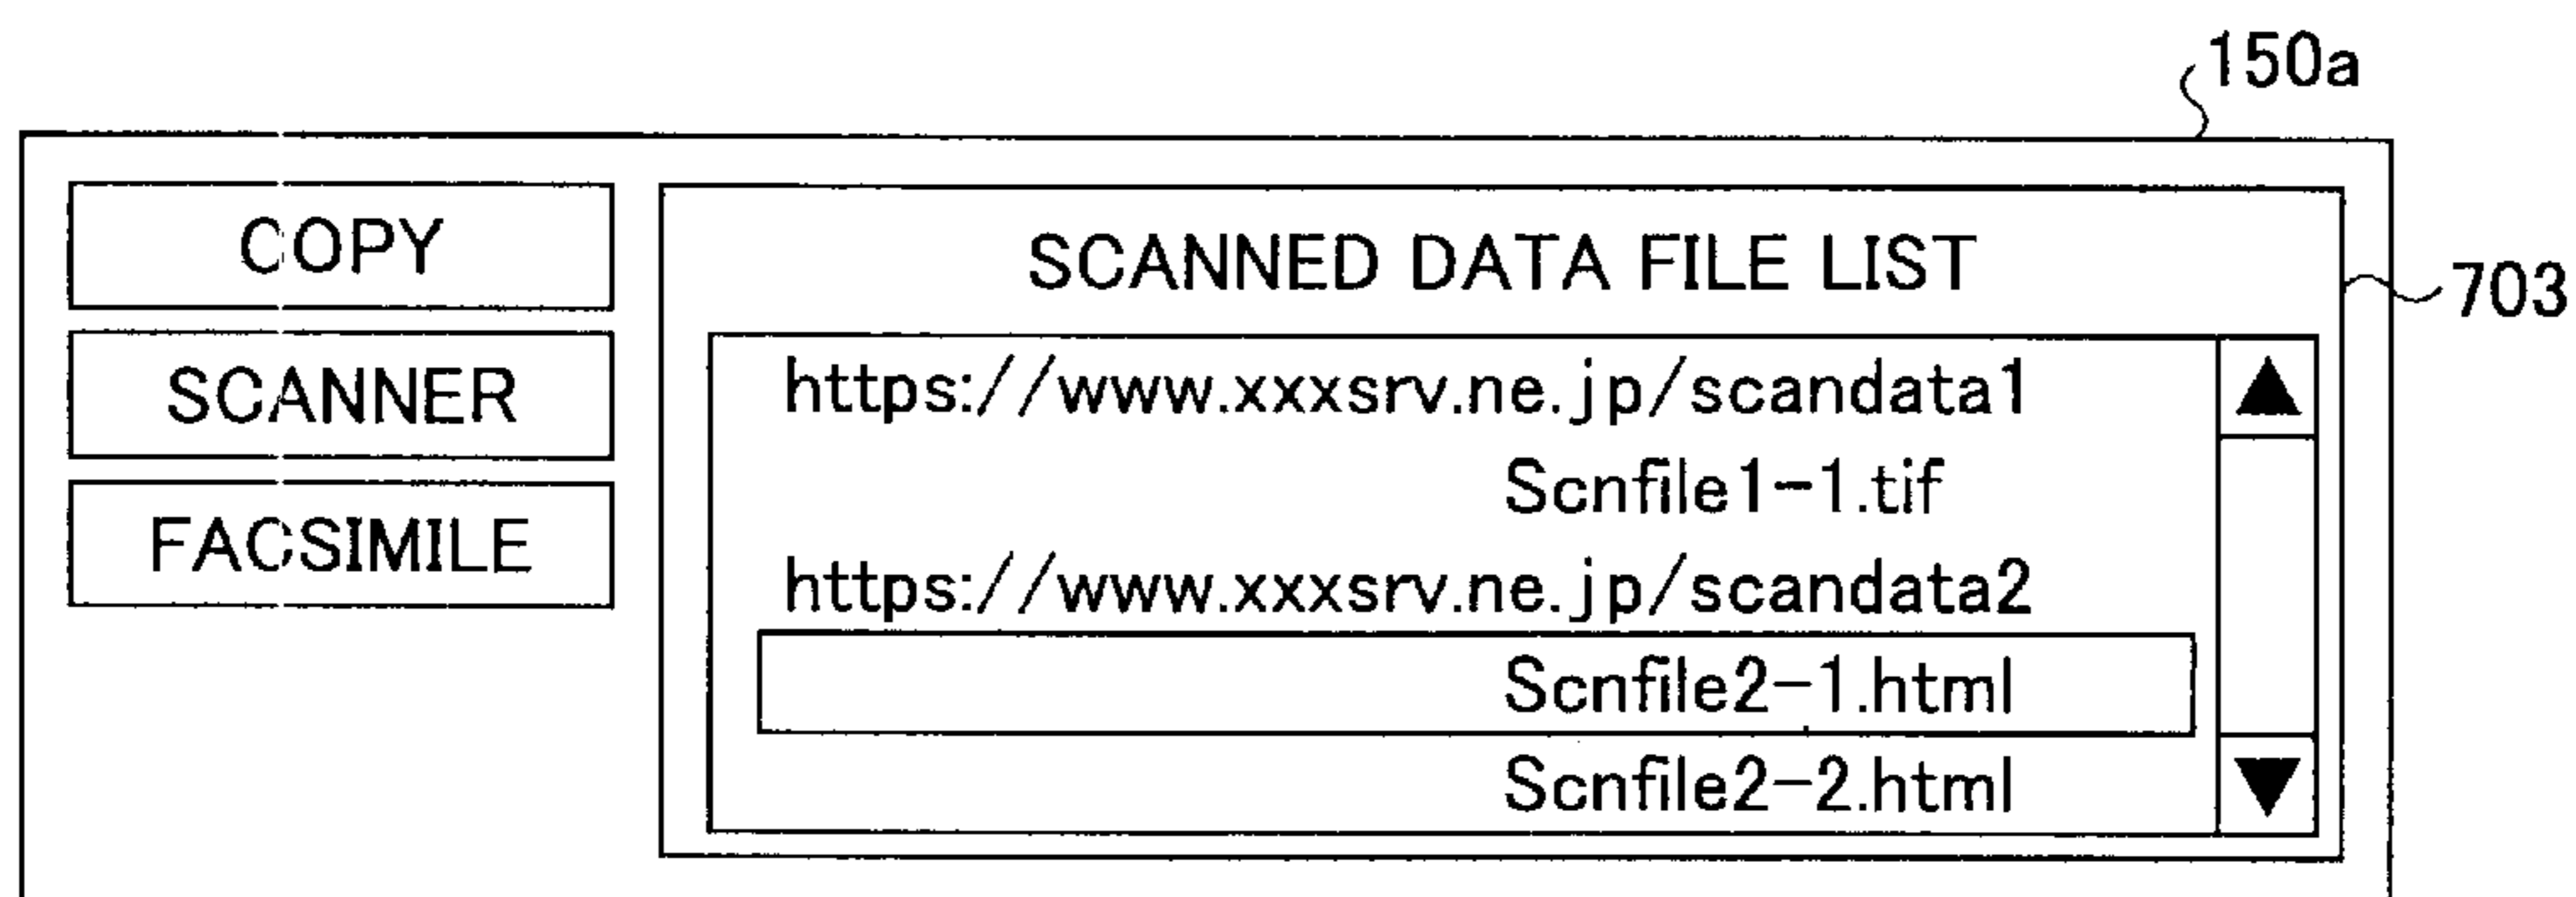 150a
COPY
SCANNER
FACSIMILE
SCANNED DATA FILE LIST
703
https://www.xxxsrv.ne.jp/scandata1
Scnfile1-1.tif
https://www.xxxsrv.ne.jp/scandata2
Scnfile2-1.html
Scnfile2-2.html